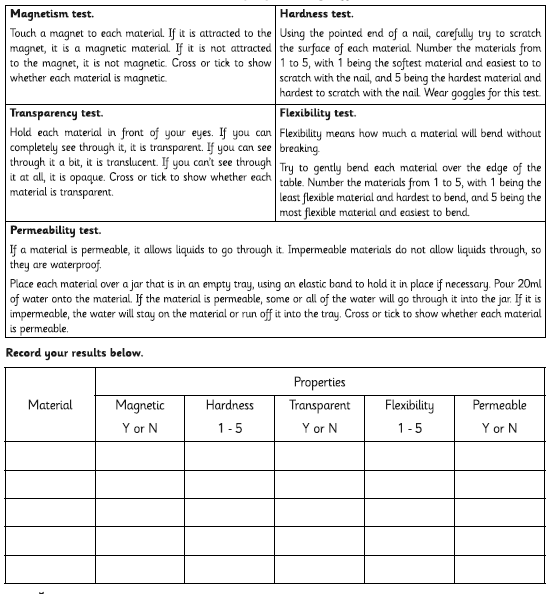 Magnetism test.
Touch a magnet to each material. If it is attracted to the
magnet, it is a magnetic material. If it is not attracted
to the magnet, it is not magnetic. Cross or tick to show
whether each material is magnetic.
Hardness test.
Using the pointed end of a nail, carefully try to scratch
the surface of each material. Number the materials from
1 to 5, with 1 being the softest material and easiest to to
scratch with the nail, and 5 being the hardest material and
hardest to scratch with the nail. Wear goggles for this test.
Transparency test.
Hold each material in front of your eyes. If you can
completely see through it, it is transparent. If you can see
through it a bit, it is translucent. If you can't see through
it at all, it is opaque. Cross or tick to show whether each
material is transparent.
Flexibility test.
Flexibility means how much a material will bend without
breaking.
Try to gently bend each material over the edge of the
table. Number the materials from 1 to 5, with 1 being the
least flexible material and hardest to bend, and 5 being the
most flexible material and easiest to bend.
Permeability test.
If a material is permeable, it allows liquids to go through it. Impermeable materials do not allow liquids through, so
they are waterproof.
Place each material over a jar that is in an empty tray, using an elastic band to hold it in place if necessary. Pour 20ml
of water onto the material. If the material is permeable, some or all of the water will go through it into the jar. If it is
impermeable, the water will stay on the material or run off it into the tray. Cross or tick to show whether each material
is permeable.
Record your results below.
Properties
Material
Magnetic
Y or N
Hardness
1 - 5
Transparent
Y or N
Flexibility
1 - 5
Permeable
Y or N